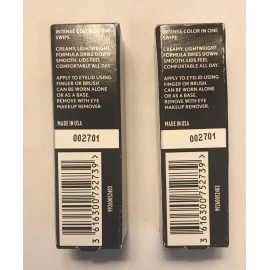 INTENSE COLOR IN ONE
SWIPE.
CREAMY, LIGHTWEIGHT
FORMULA DRIES DOWN
SMOOTH. LIDS FEEL
COMFORTABLE ALL DAY.
APPLY TO EYELID USING
FINGER OR BRUSH.
CAN BE WORN ALONE
OR AS A BASE.
REMOVE WITH EYE
MAKEUP REMOVER.
MADE IN USA
002701
3 616300 752739
INTENSE COLOR IN ONE
SWIPE.
CREAMY, LIGHTWEIGHT
FORMULA DRIES DOWN
SMOOTH. LIDS FEEL
COMFORTABLE ALL DAY.
APPLY TO EYELID USING
FINGER OR BRUSH.
CAN BE WORN ALONE
OR AS A BASE.
REMOVE WITH EYE
MAKEUP REMOVER.
MADE IN USA
002701
3 616300 752739